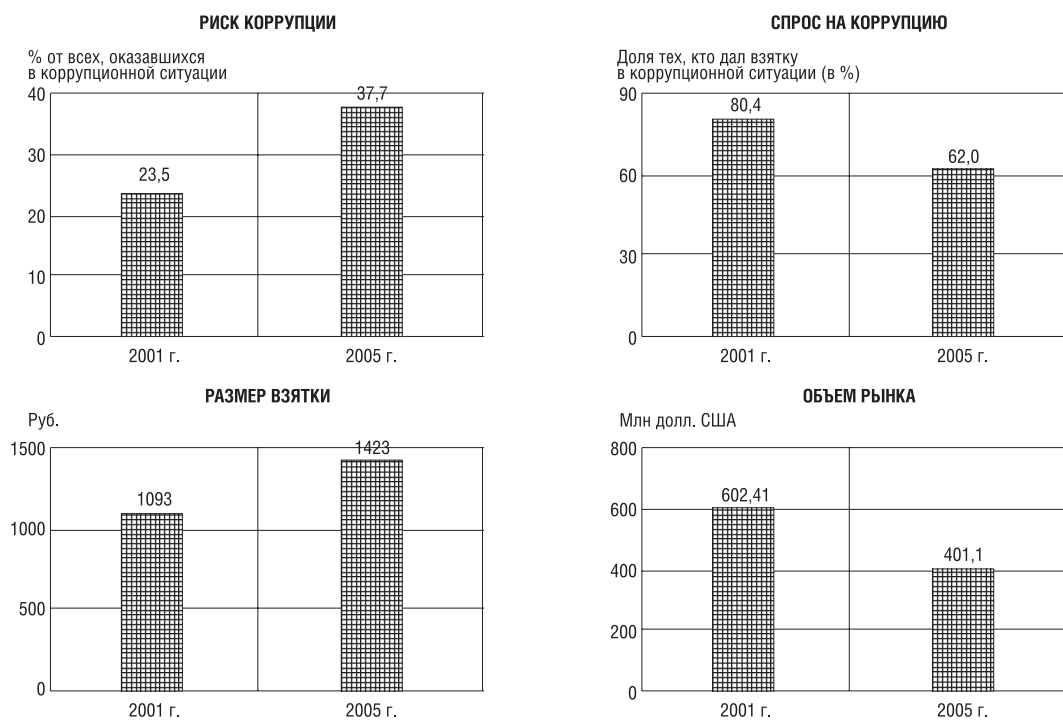 РИСК КОРРУПЦИИ
% от всех, оказавшихся
в коррупционной ситуации
40
30
20
10
0
23,5
37,7
2001 г.
2005 г.
СПРОС НА КОРРУПЦИЮ
Доля тех, кто дал взятку
в коррупционной ситуации (в %)
90
60
30
0
80,4
62,0
2001 г.
2005 г.
РАЗМЕР ВЗЯТКИ
Руб.
1500
1000
500
0
1093
1423
2001 г.
2005 г.
ОБЪЕМ РЫНКА
Млн долл. США
800
600
400
200
0
602,41
401,1
2001 г.
2005 г.